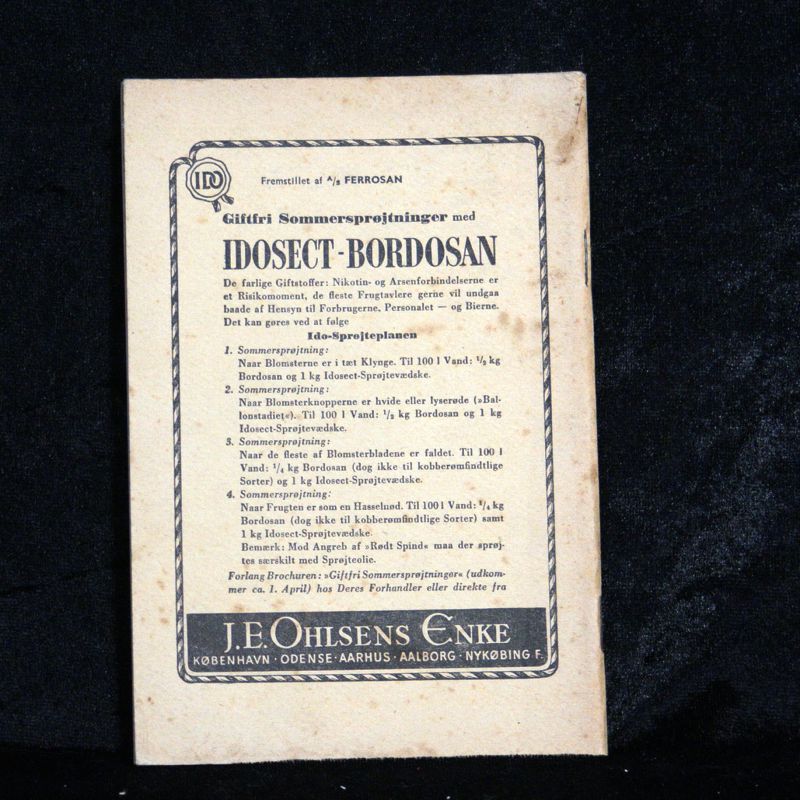 IDO
Fremstillet af A/S FERROSAN
Giftfri Sommersprøjtninger med
IDOSECT-BORDOSAN
De farlige Giftstoffer: Nikotin- og Arsenforbindelserne er
et Risikomoment, de fleste Frugtavlere gerne vil undgaa
baade af Hensyn til Forbrugerne, Personalet — og Bierne.
Det kan gøres ved at følge
Ido-Sprøjteplanen
1. Sommersprøjtning:
Naar Blomsterne er i tæt Klynge. Til 100 l Vand: 1/2 kg
Bordosan og 1 kg Idosect-Sprøjtevædske.
2. Sommersprøjtning:
Naar Blomsterknopperne er hvide eller lyserøde (»Bal-
lonstadiet«). Til 100 l Vand: 1/2 kg Bordosan og 1 kg
Idosect-Sprøjtevædske.
3. Sommersprøjtning:
Naar de fleste af Blomsterbladene er faldet. Til 100 l
Vand: 1/4 kg Bordosan (dog ikke til kobberømfindtlige
Sorter) og 1 kg Idosect-Sprøjtevædske.
4. Sommersprøjtning:
Naar Frugten er som en Hasselnød. Til 100 l Vand: 1/4 kg
Bordosan (dog ikke til kobberømfindtlige Sorter) samt
1 kg Idosect-Sprøjtevædske.
Bemærk: Mod Angreb af »Rødt Spind« maa der sprøj-
tes særskilt med Sprøjteolie.
Forlang Brochuren: »Giftfri Sommersprøjtninger« (udkom-
mer ca. 1. April) hos Deres Forhandler eller direkte fra
J. E. OHLSENS ENKE
KØBENHAVN · ODENSE · AARHUS · AALBORG · NYKØBING F.